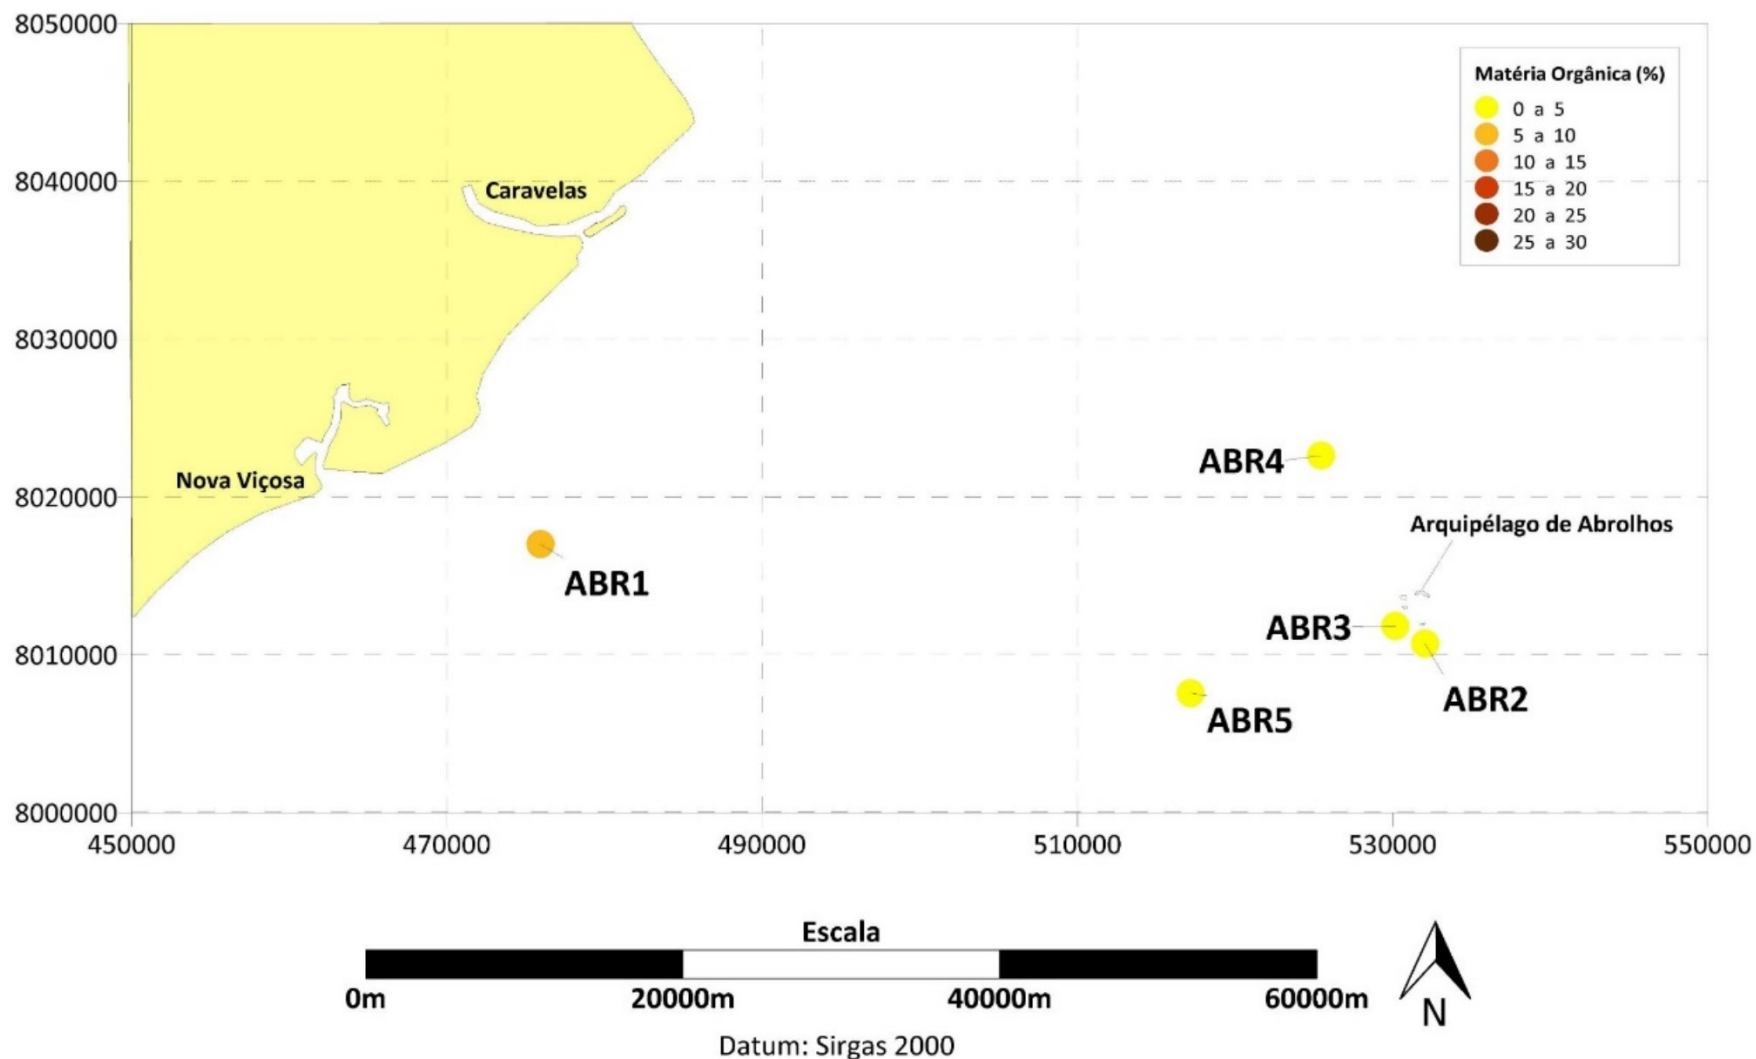 8050000
Matéria Orgânica (%)
0 a 5
5 a 10
10 a 15
15 a 20
20 a 25
25 a 30
8040000
Caravelas
8030000
Nova Viçosa
8020000
ABR4
Arquipélago de Abrolhos
ABR1
ABR3
8010000
ABR2
ABR5
8000000
450000 470000 490000 510000 530000 550000
Escala
0m 20000m 40000m 60000m
N
Datum: Sirgas 2000